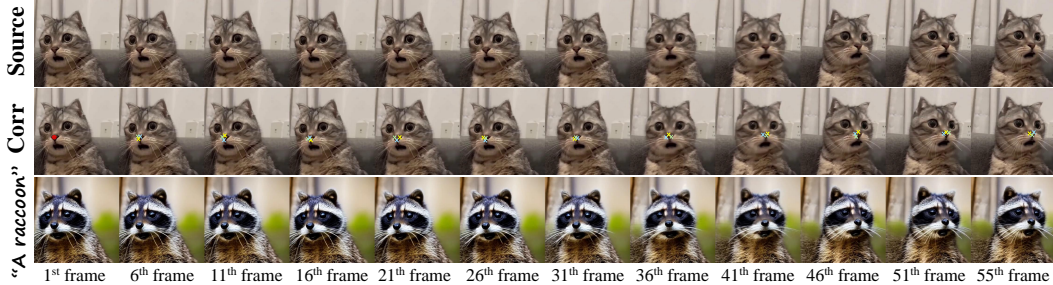 Source
Corr
“A raccoon”
1st frame 6th frame 11th frame 16th frame 21th frame 26th frame 31th frame 36th frame 41th frame 46th frame 51th frame 55th frame